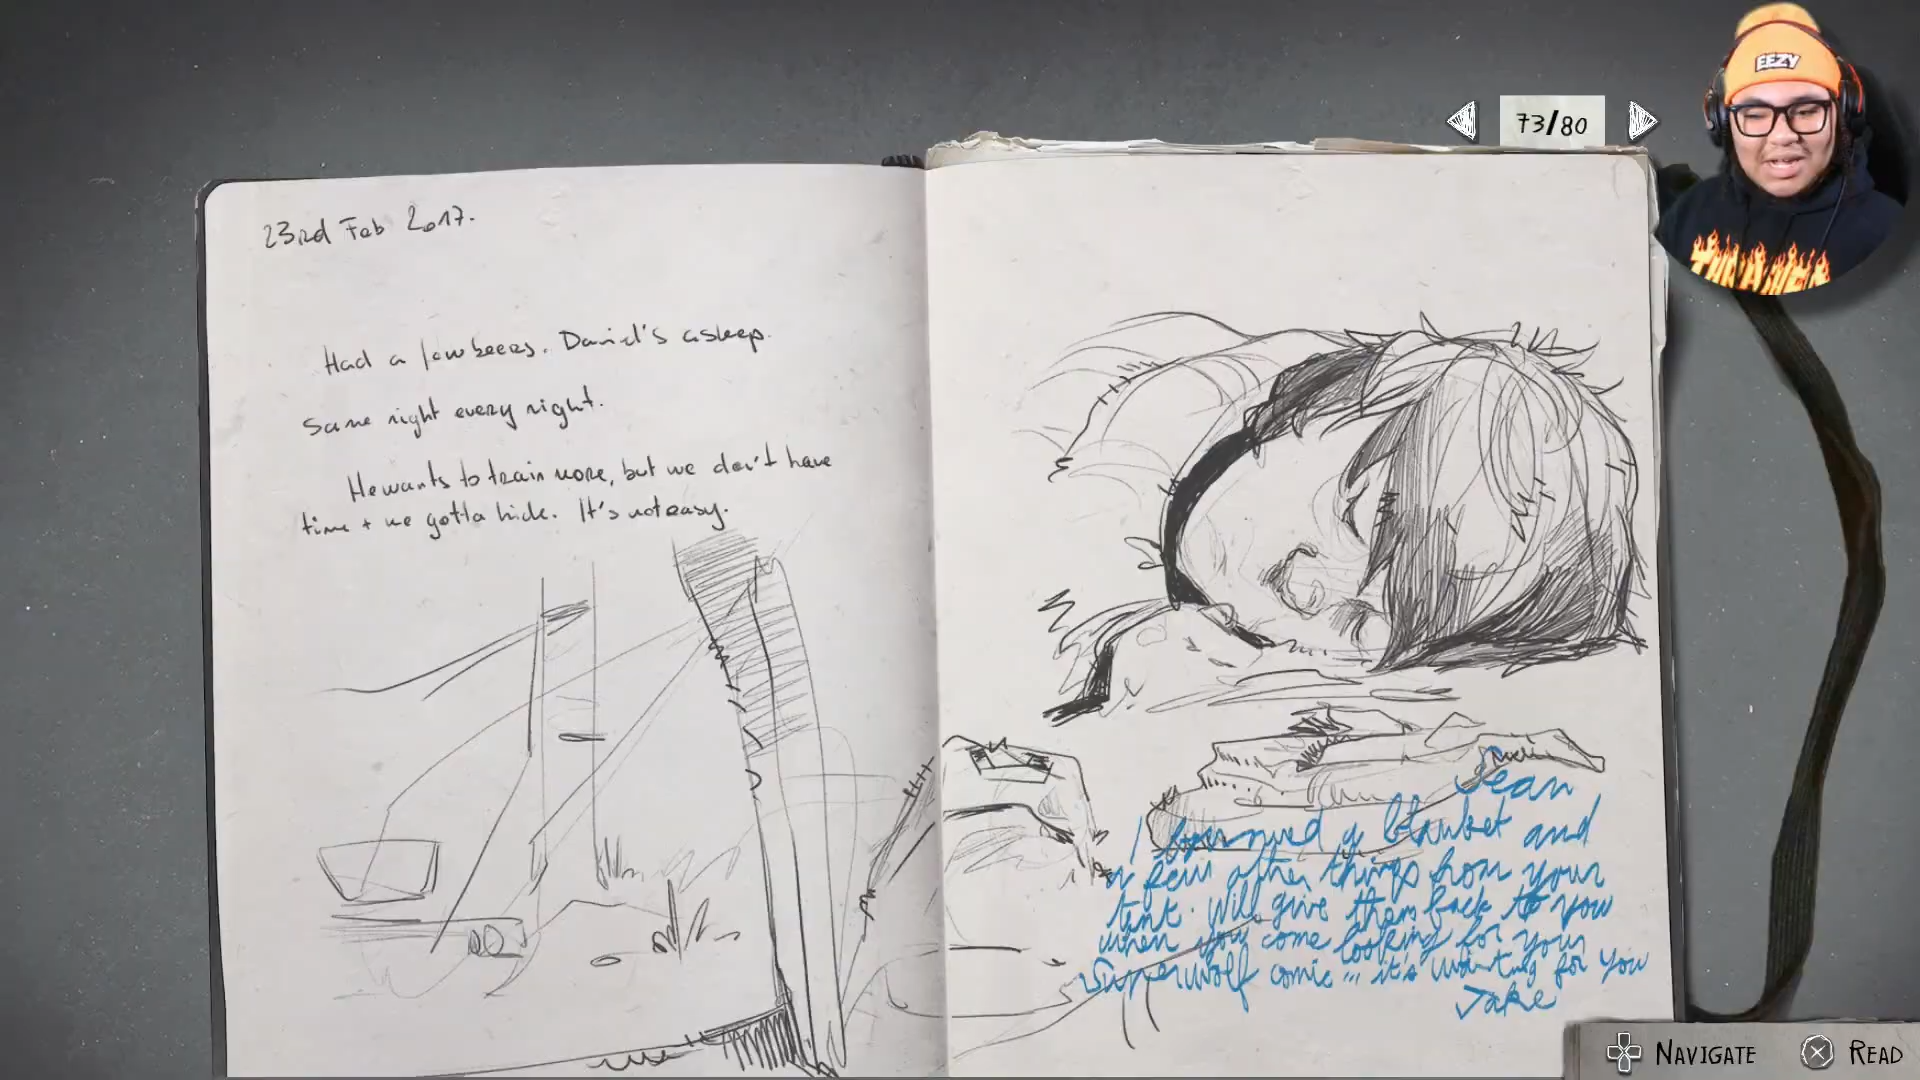 EEZY
73/80
THRASHER
23rd Feb 2017.
Had a few beers. Daniel's asleep.
Same night every night.
He wants to train more, but we don't have
time + we gotta hide. It's not easy.
Sean
I borrowed a blanket and
a few other things from your
tent. Will give them back to you
when you come looking for your
Superwolf comic... it's waiting for you
Jake
NAVIGATE
READ